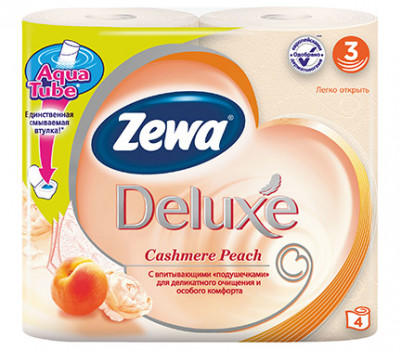 Aqua
Tube
Единственная
смываемая
втулка!*
3
Легко открыть
Zewa
Deluxe
Cashmere Peach
С впитывающими «подушечками»
для деликатного очищения и
особого комфорта
4